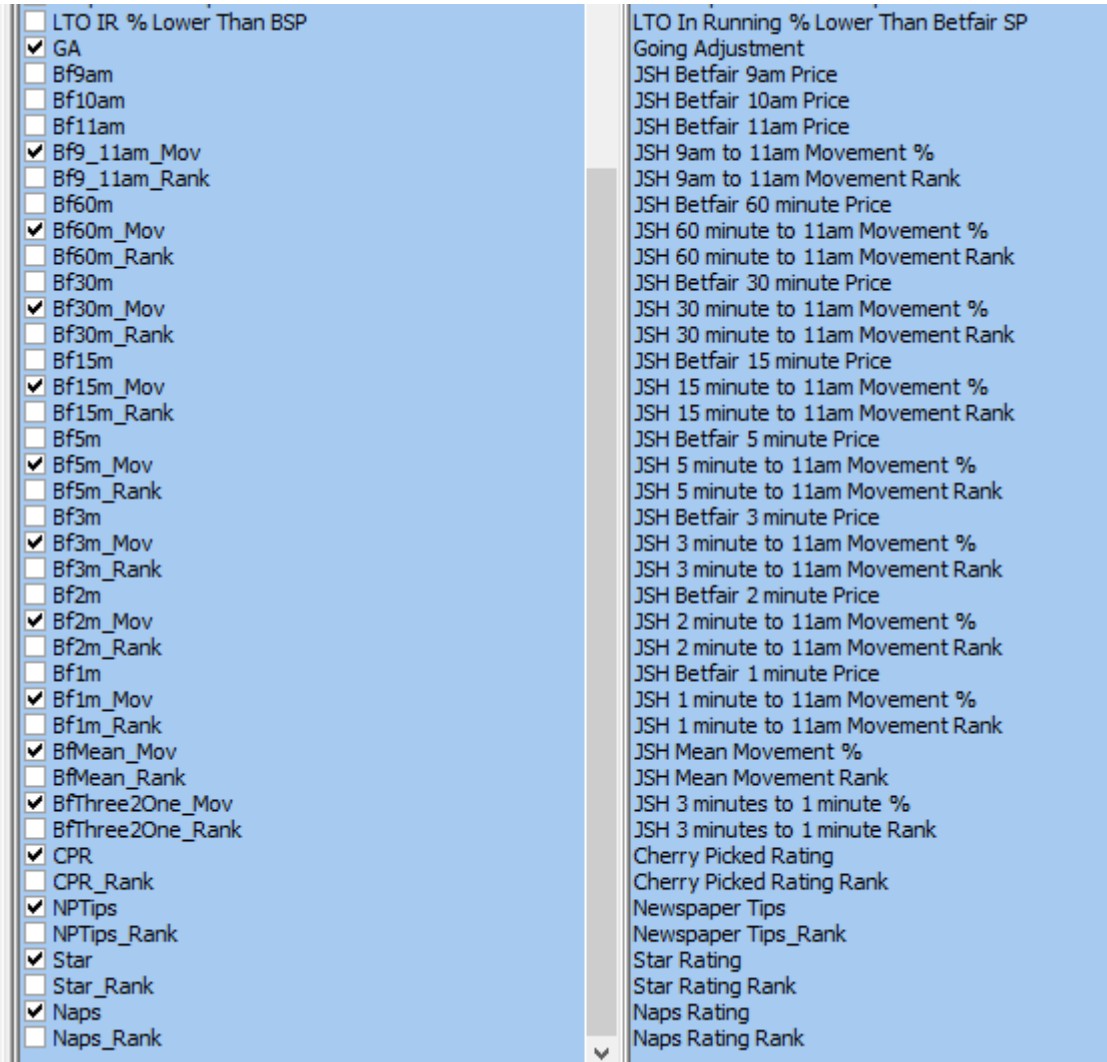 LTO IR % Lower Than BSP LTO In Running % Lower Than Betfair SP
GA Going Adjustment
Bf9am JSH Betfair 9am Price
Bf10am JSH Betfair 10am Price
Bf11am JSH Betfair 11am Price
Bf9_11am_Mov JSH 9am to 11am Movement %
Bf9_11am_Rank JSH 9am to 11am Movement Rank
Bf60m JSH Betfair 60 minute Price
Bf60m_Mov JSH 60 minute to 11am Movement %
Bf60m_Rank JSH 60 minute to 11am Movement Rank
Bf30m JSH Betfair 30 minute Price
Bf30m_Mov JSH 30 minute to 11am Movement %
Bf30m_Rank JSH 30 minute to 11am Movement Rank
Bf15m JSH Betfair 15 minute Price
Bf15m_Mov JSH 15 minute to 11am Movement %
Bf15m_Rank JSH 15 minute to 11am Movement Rank
Bf5m JSH Betfair 5 minute Price
Bf5m_Mov JSH 5 minute to 11am Movement %
Bf5m_Rank JSH 5 minute to 11am Movement Rank
Bf3m JSH Betfair 3 minute Price
Bf3m_Mov JSH 3 minute to 11am Movement %
Bf3m_Rank JSH 3 minute to 11am Movement Rank
Bf2m JSH Betfair 2 minute Price
Bf2m_Mov JSH 2 minute to 11am Movement %
Bf2m_Rank JSH 2 minute to 11am Movement Rank
Bf1m JSH Betfair 1 minute Price
Bf1m_Mov JSH 1 minute to 11am Movement %
Bf1m_Rank JSH 1 minute to 11am Movement Rank
BfMean_Mov JSH Mean Movement %
BfMean_Rank JSH Mean Movement Rank
BfThree2One_Mov JSH 3 minutes to 1 minute %
BfThree2One_Rank JSH 3 minutes to 1 minute Rank
CPR Cherry Picked Rating
CPR_Rank Cherry Picked Rating Rank
NPTips Newspaper Tips
NPTips_Rank Newspaper Tips_Rank
Star Star Rating
Star_Rank Star Rating Rank
Naps Naps Rating
Naps_Rank Naps Rating Rank